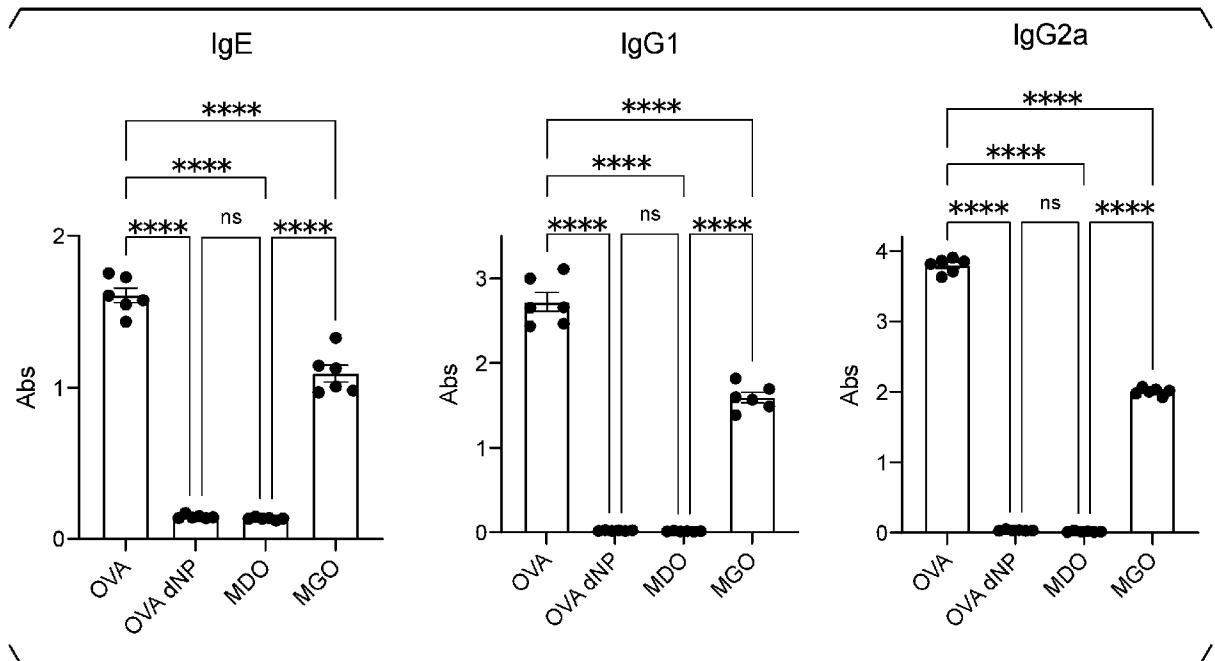 IgE
****
****
****
ns
****
2
1
0
Abs
OVA
OVA dNP
MDO
MGO
IgG1
****
****
****
ns
****
3
2
1
0
Abs
OVA
OVA dNP
MDO
MGO
IgG2a
****
****
****
ns
****
4
3
2
1
0
Abs
OVA
OVA dNP
MDO
MGO